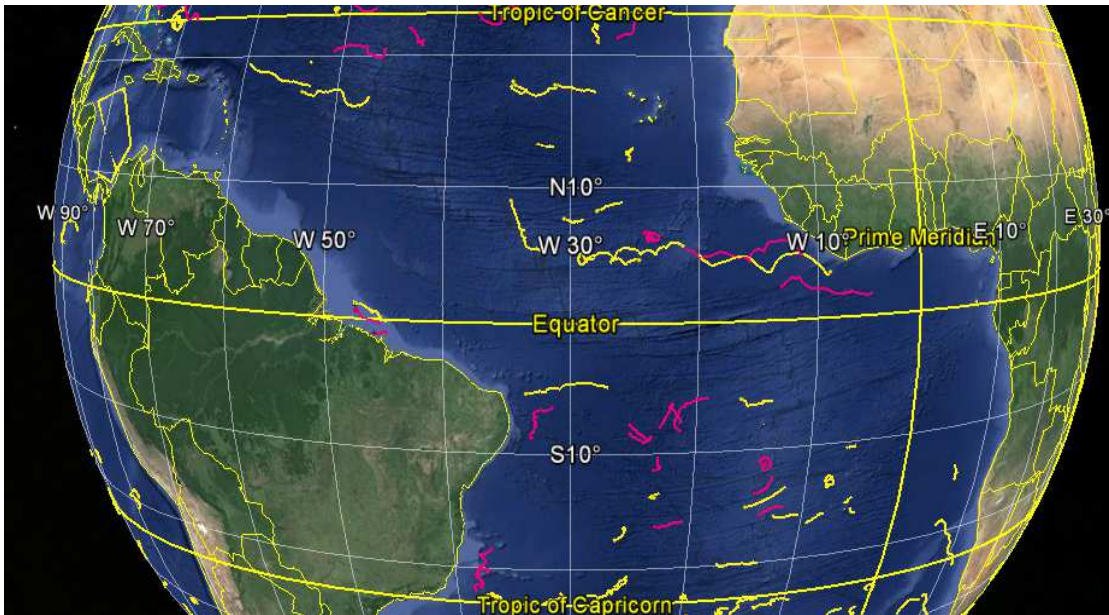 Tropic of Cancer
N10°
W 90°
W 70°
W 50°
W 30°
W 10°
Prime Meridian
E 10°
E 30°
Equator
S10°
Tropic of Capricorn